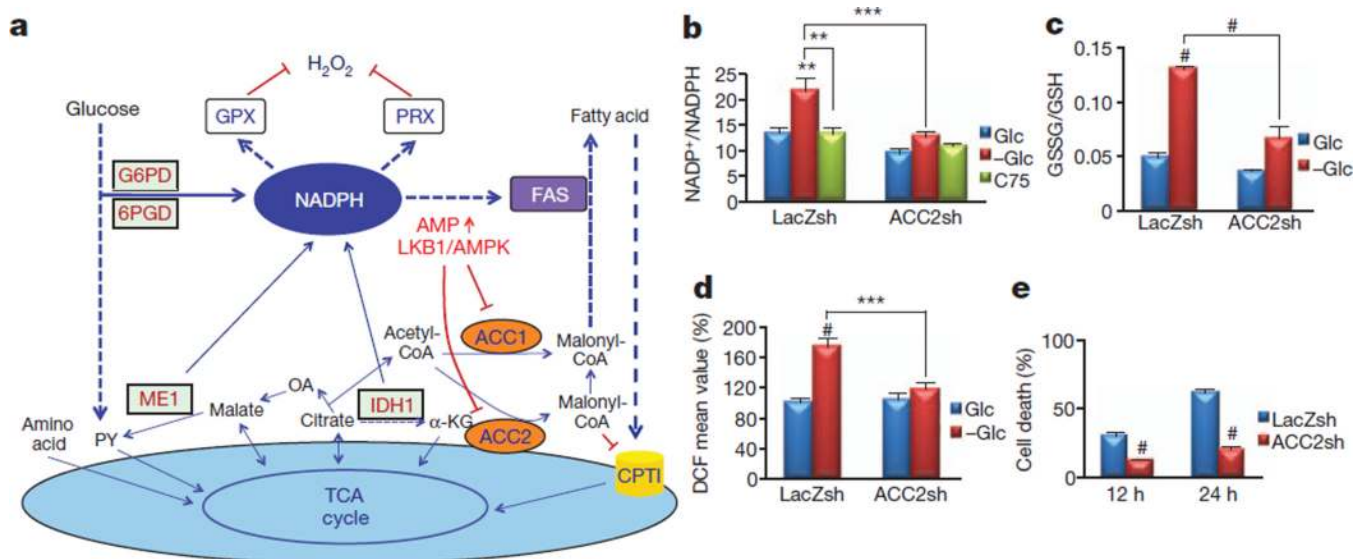 a
H2O2
Glucose
GPX
PRX
Fatty acid
G6PD
6PGD
NADPH
FAS
AMP ↑
LKB1/AMPK
Acetyl-
CoA
ACC1
Malonyl-
CoA
OA
ME1
Malate
Citrate
IDH1
α-KG
ACC2
Malonyl-
CoA
Amino
acid
PY
CPTI
TCA
cycle
b
***
**
**
NADP+/NADPH
25
20
15
10
5
0
LacZsh
ACC2sh
Glc
–Glc
C75
c
#
#
GSSG/GSH
0.15
0.10
0.05
0
LacZsh
ACC2sh
Glc
–Glc
d
***
#
DCF mean value (%)
200
160
120
80
40
0
LacZsh
ACC2sh
Glc
–Glc
e
Cell death (%)
100
50
0
#
#
12 h
24 h
LacZsh
ACC2sh